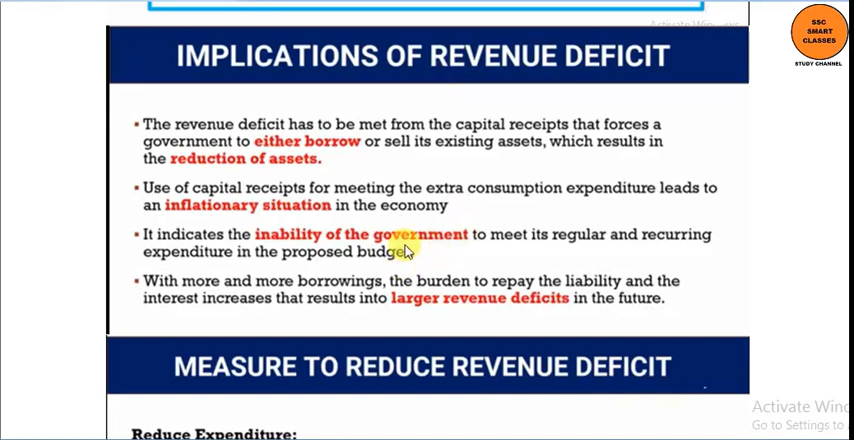 SSC
SMART
CLASSES
STUDY CHANNEL
IMPLICATIONS OF REVENUE DEFICIT
▪ The revenue deficit has to be met from the capital receipts that forces a
government to either borrow or sell its existing assets, which results in
the reduction of assets.
▪ Use of capital receipts for meeting the extra consumption expenditure leads to
an inflationary situation in the economy
▪ It indicates the inability of the government to meet its regular and recurring
expenditure in the proposed budge
▪ With more and more borrowings, the burden to repay the liability and the
interest increases that results into larger revenue deficits in the future.
MEASURE TO REDUCE REVENUE DEFICIT
Reduce Expenditure:
Activate Wind
Go to Settings to